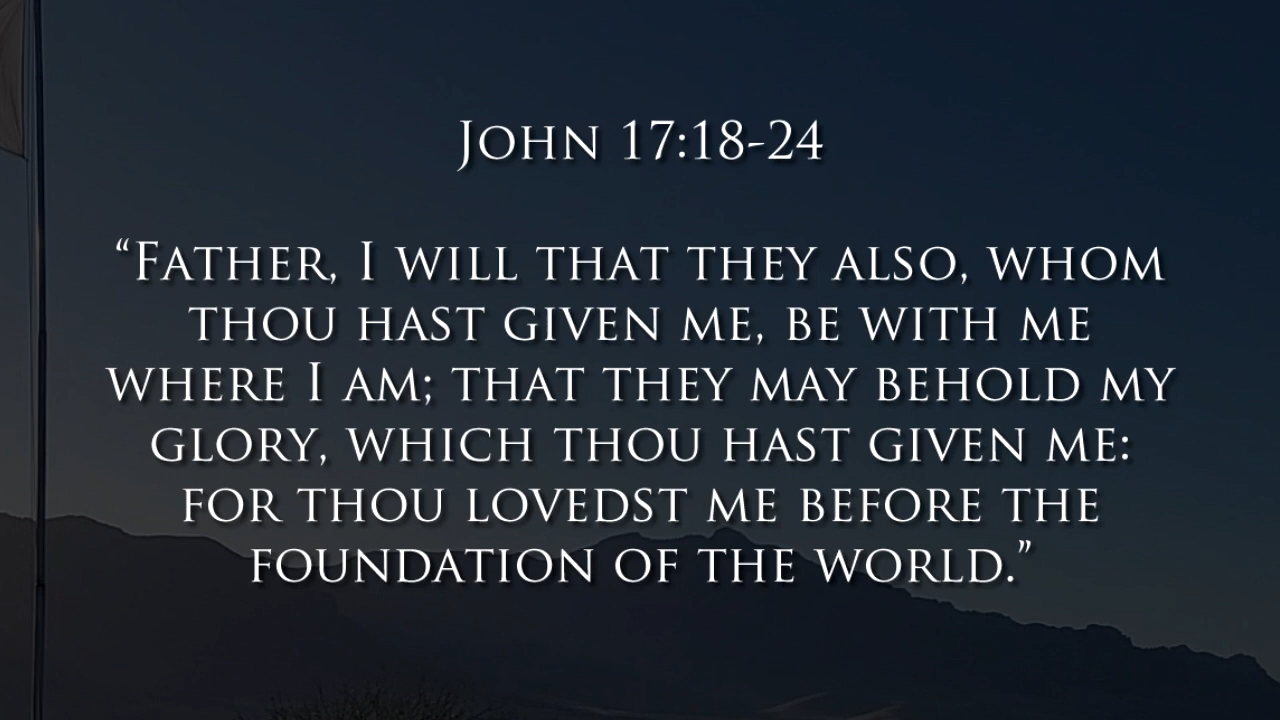 John 17:18-24
“Father, I will that they also, whom
thou hast given me, be with me
where I am; that they may behold my
glory, which thou hast given me:
for thou lovedst me before the
foundation of the world.”